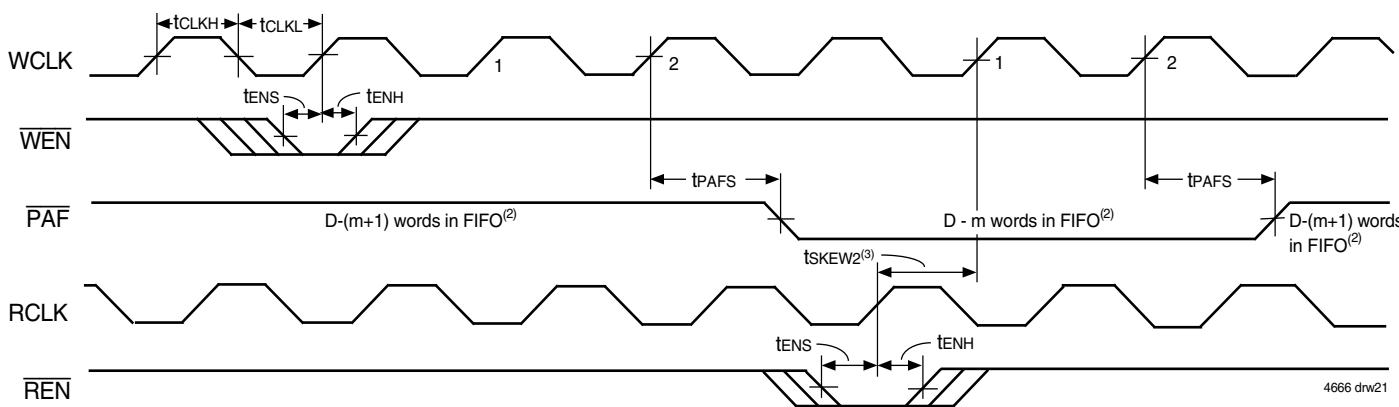 tCLKH tCLKL
WCLK 1 2 1 2
tENS tENH
WEN
tPAFS tPAFS
PAF D-(m+1) words in FIFO(2) D - m words in FIFO(2) D-(m+1) words
in FIFO(2)
tSKEW2(3)
RCLK
tENS tENH
REN
4666 drw21